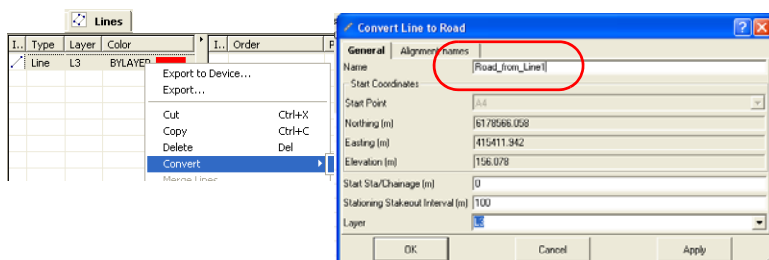 Lines
I.. Type Layer Color
I.. Order P
Line L3 BYLAYER
Export to Device...
Export...
Cut Ctrl+X
Copy Ctrl+C
Delete Del
Convert
Merge Lines
Convert Line to Road
General Alignment names
Name Road_from_Line1
Start Coordinates
Start Point A4
Northing (m) 6178566.058
Easting (m) 415411.942
Elevation (m) 156.078
Start Sta/Chainage (m) 0
Stationing Stakeout Interval (m) 100
Layer L3
OK Cancel Apply